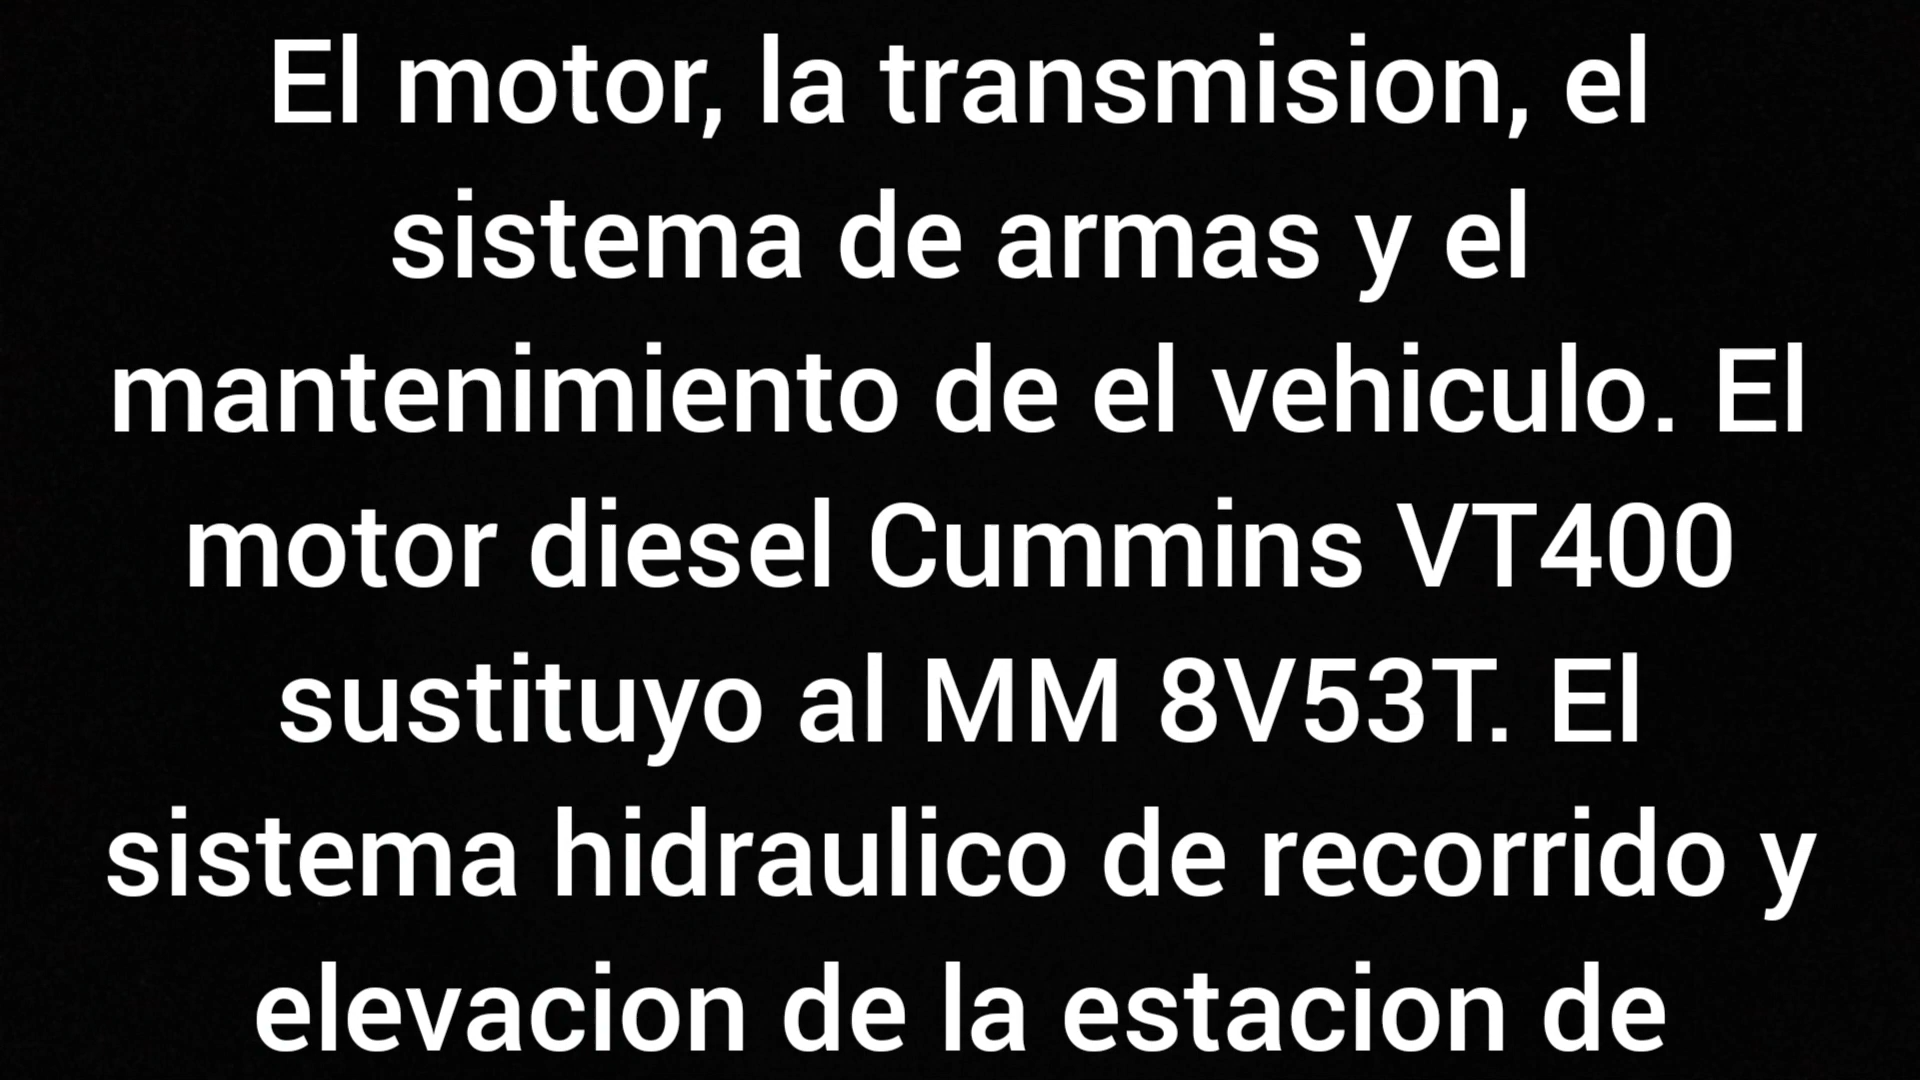 El motor, la transmision, el
sistema de armas y el
mantenimiento de el vehiculo. El
motor diesel Cummins VT400
sustituyo al MM 8V53T. El
sistema hidraulico de recorrido y
elevacion de la estacion de